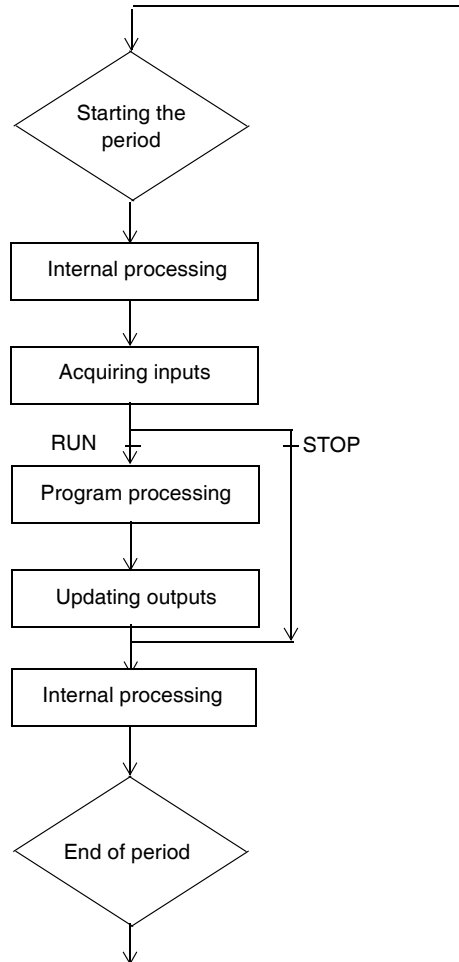 Starting the
period
Internal processing
Acquiring inputs
RUN
STOP
Program processing
Updating outputs
Internal processing
End of period